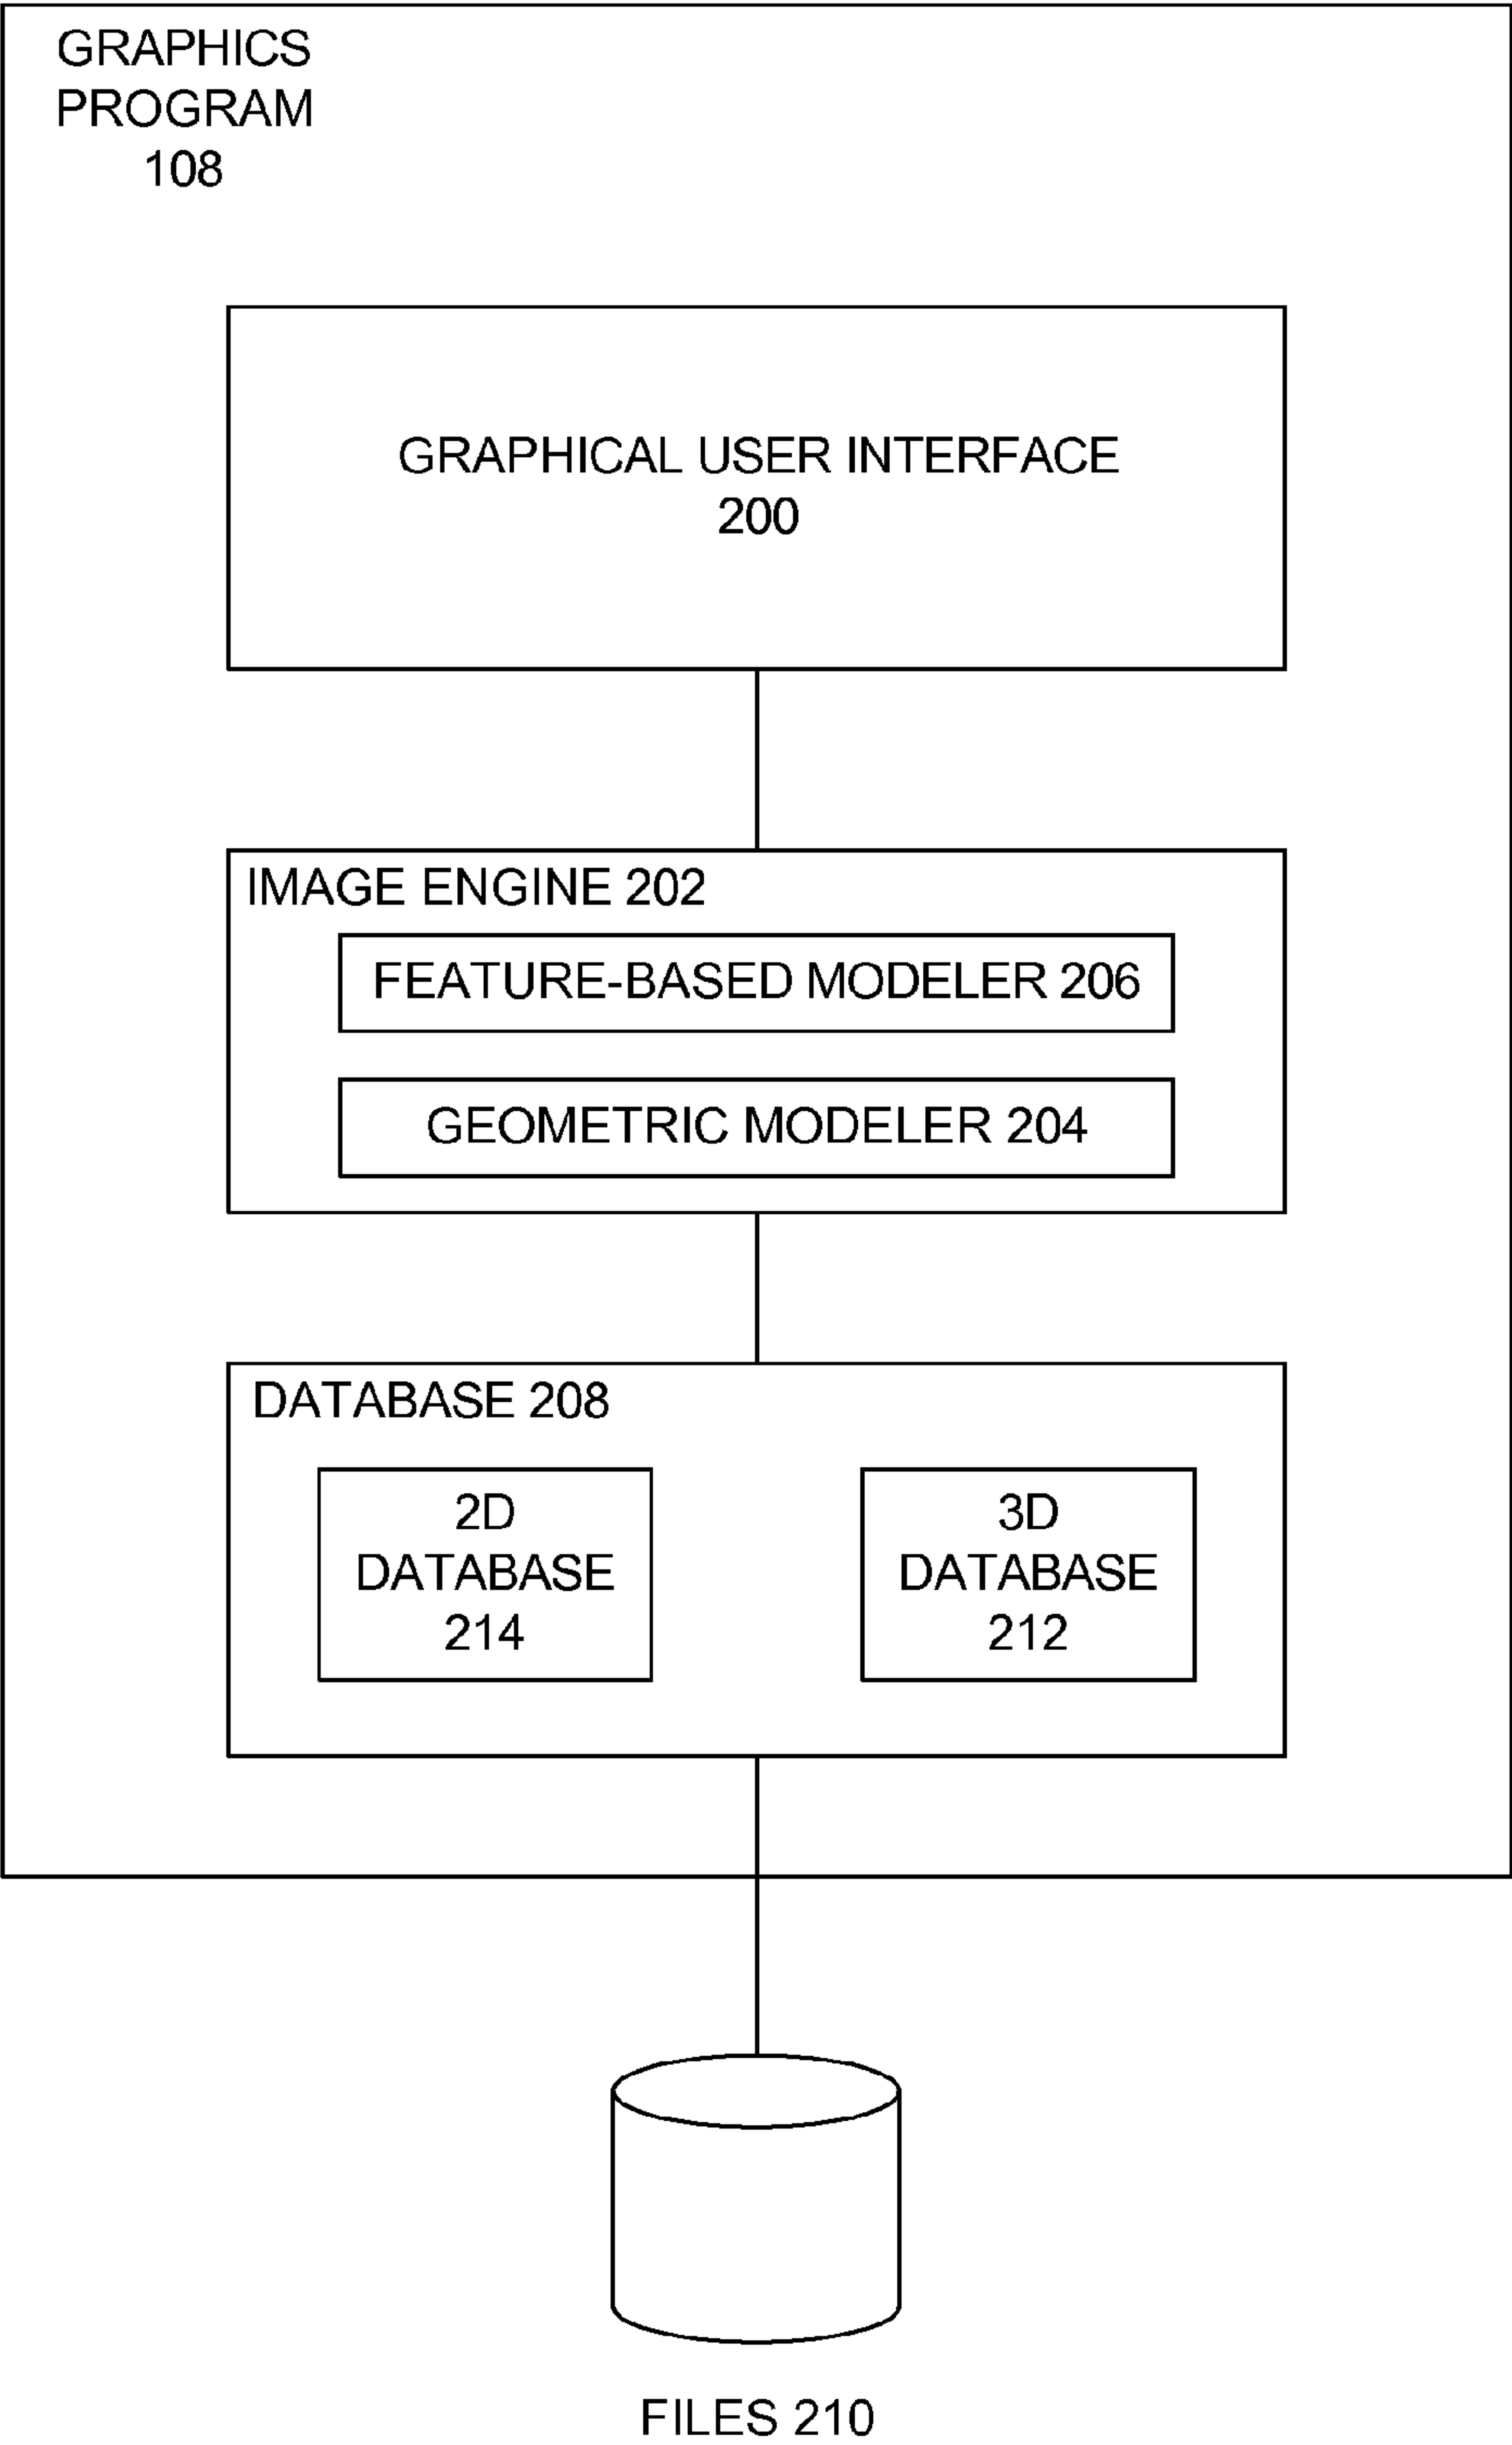 GRAPHICS
PROGRAM
108
GRAPHICAL USER INTERFACE
200
IMAGE ENGINE 202
FEATURE-BASED MODELER 206
GEOMETRIC MODELER 204
DATABASE 208
2D
DATABASE
214
3D
DATABASE
212
FILES 210